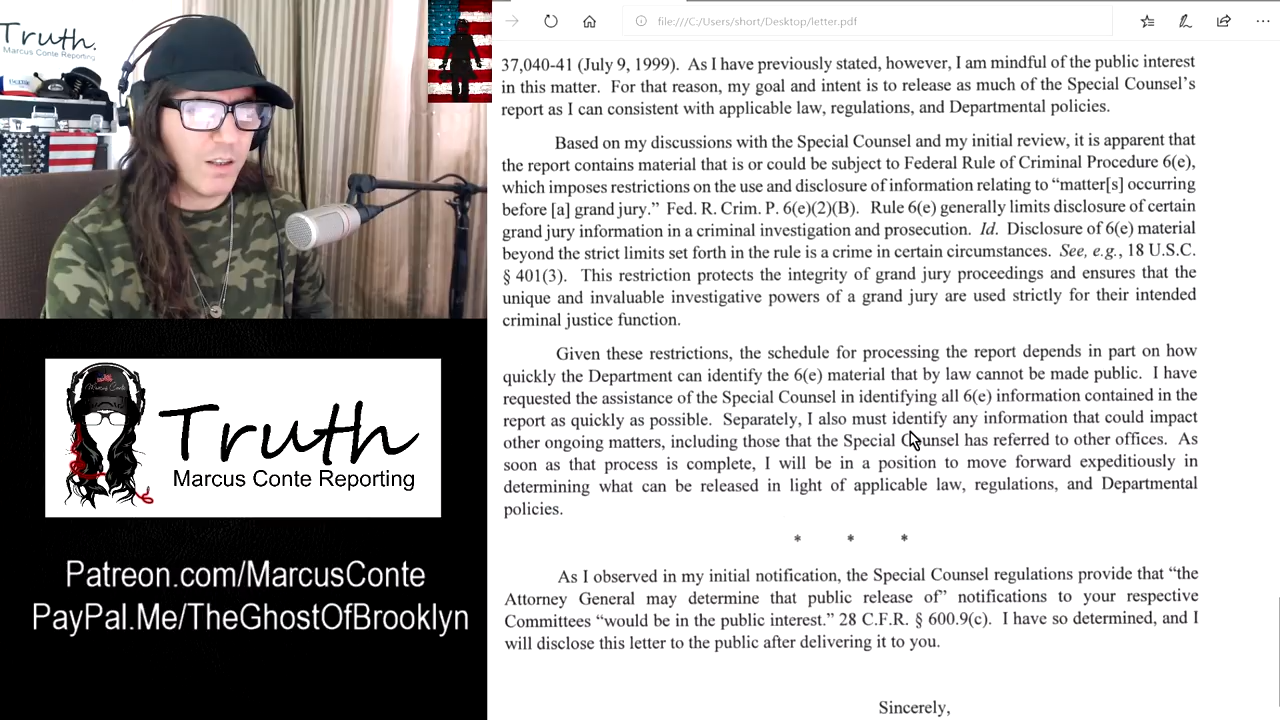 Truth.
Marcus Conte Reporting
file:///C:/Users/short/Desktop/letter.pdf
37,040-41 (July 9, 1999). As I have previously stated, however, I am mindful of the public interest
in this matter. For that reason, my goal and intent is to release as much of the Special Counsel's
report as I can consistent with applicable law, regulations, and Departmental policies.
Based on my discussions with the Special Counsel and my initial review, it is apparent that
the report contains material that is or could be subject to Federal Rule of Criminal Procedure 6(e),
which imposes restrictions on the use and disclosure of information relating to “matter[s] occurring
before [a] grand jury.” Fed. R. Crim. P. 6(e)(2)(B). Rule 6(e) generally limits disclosure of certain
grand jury information in a criminal investigation and prosecution. Id. Disclosure of 6(e) material
beyond the strict limits set forth in the rule is a crime in certain circumstances. See, e.g., 18 U.S.C.
§ 401(3). This restriction protects the integrity of grand jury proceedings and ensures that the
unique and invaluable investigative powers of a grand jury are used strictly for their intended
criminal justice function.
Given these restrictions, the schedule for processing the report depends in part on how
quickly the Department can identify the 6(e) material that by law cannot be made public. I have
requested the assistance of the Special Counsel in identifying all 6(e) information contained in the
report as quickly as possible. Separately, I also must identify any information that could impact
other ongoing matters, including those that the Special Counsel has referred to other offices. As
soon as that process is complete, I will be in a position to move forward expeditiously in
determining what can be released in light of applicable law, regulations, and Departmental
policies.
* * *
As I observed in my initial notification, the Special Counsel regulations provide that “the
Attorney General may determine that public release of” notifications to your respective
Committees “would be in the public interest.” 28 C.F.R. § 600.9(c). I have so determined, and I
will disclose this letter to the public after delivering it to you.
Sincerely,
Marcus Conte
Truth
Marcus Conte Reporting
Patreon.com/MarcusConte
PayPal.Me/TheGhostOfBrooklyn